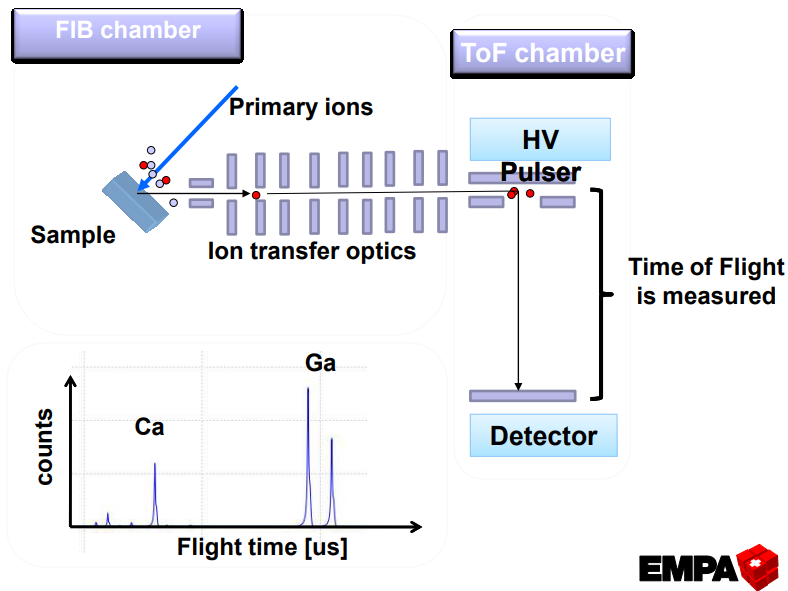 FIB chamber
ToF chamber
Primary ions
HV
Pulser
Sample
Ion transfer optics
Time of Flight
is measured
Ga
Ca
counts
Detector
Flight time [us]
EMPA